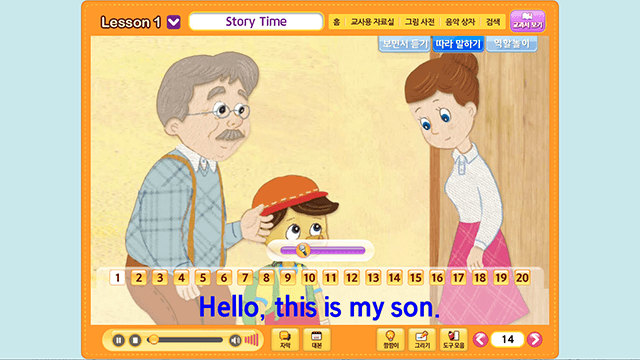 Lesson 1 Story Time 홈 교사용 자료실 그림 사전 음악 상자 검색 교과서 보기
보면서 듣기 따라 말하기 역할놀이
1 2 3 4 5 6 7 8 9 10 11 12 13 14 15 16 17 18 19 20
Hello, this is my son.
자막 대본 깜깜이 그리기 도구 모음 14